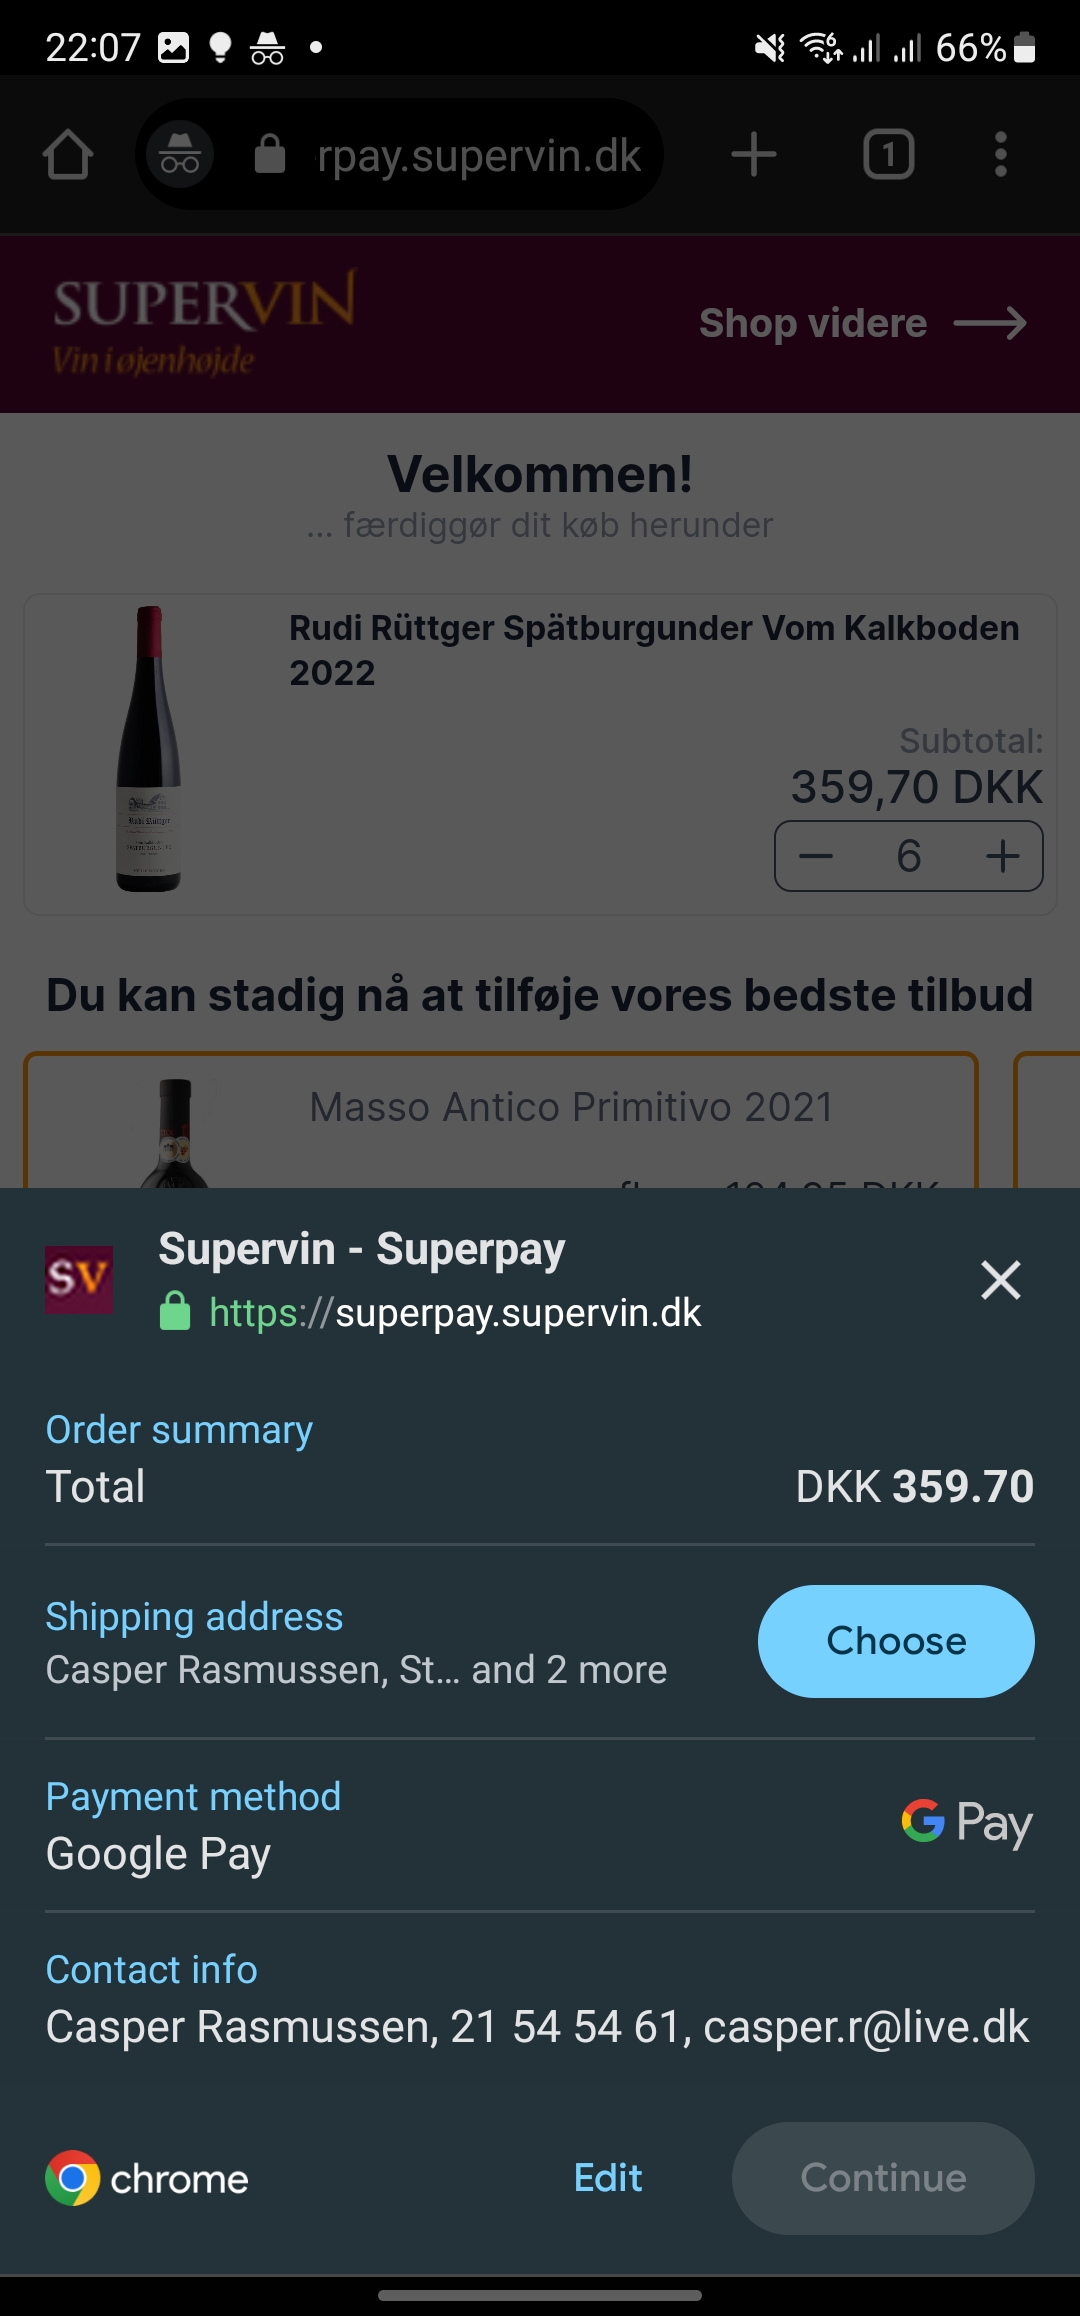 22:07
66%
rpay.supervin.dk
1
SUPERVIN
Vin i øjenhøjde
Shop videre
Velkommen!
... færdiggør dit køb herunder
Rudi Rüttger Spätburgunder Vom Kalkboden
2022
Subtotal:
359,70 DKK
6
Du kan stadig nå at tilføje vores bedste tilbud
Masso Antico Primitivo 2021
SV
Supervin - Superpay
https://superpay.supervin.dk
Order summary
Total
DKK 359.70
Shipping address
Casper Rasmussen, St... and 2 more
Choose
Payment method
Google Pay
G Pay
Contact info
Casper Rasmussen, 21 54 54 61, casper.r@live.dk
chrome
Edit
Continue